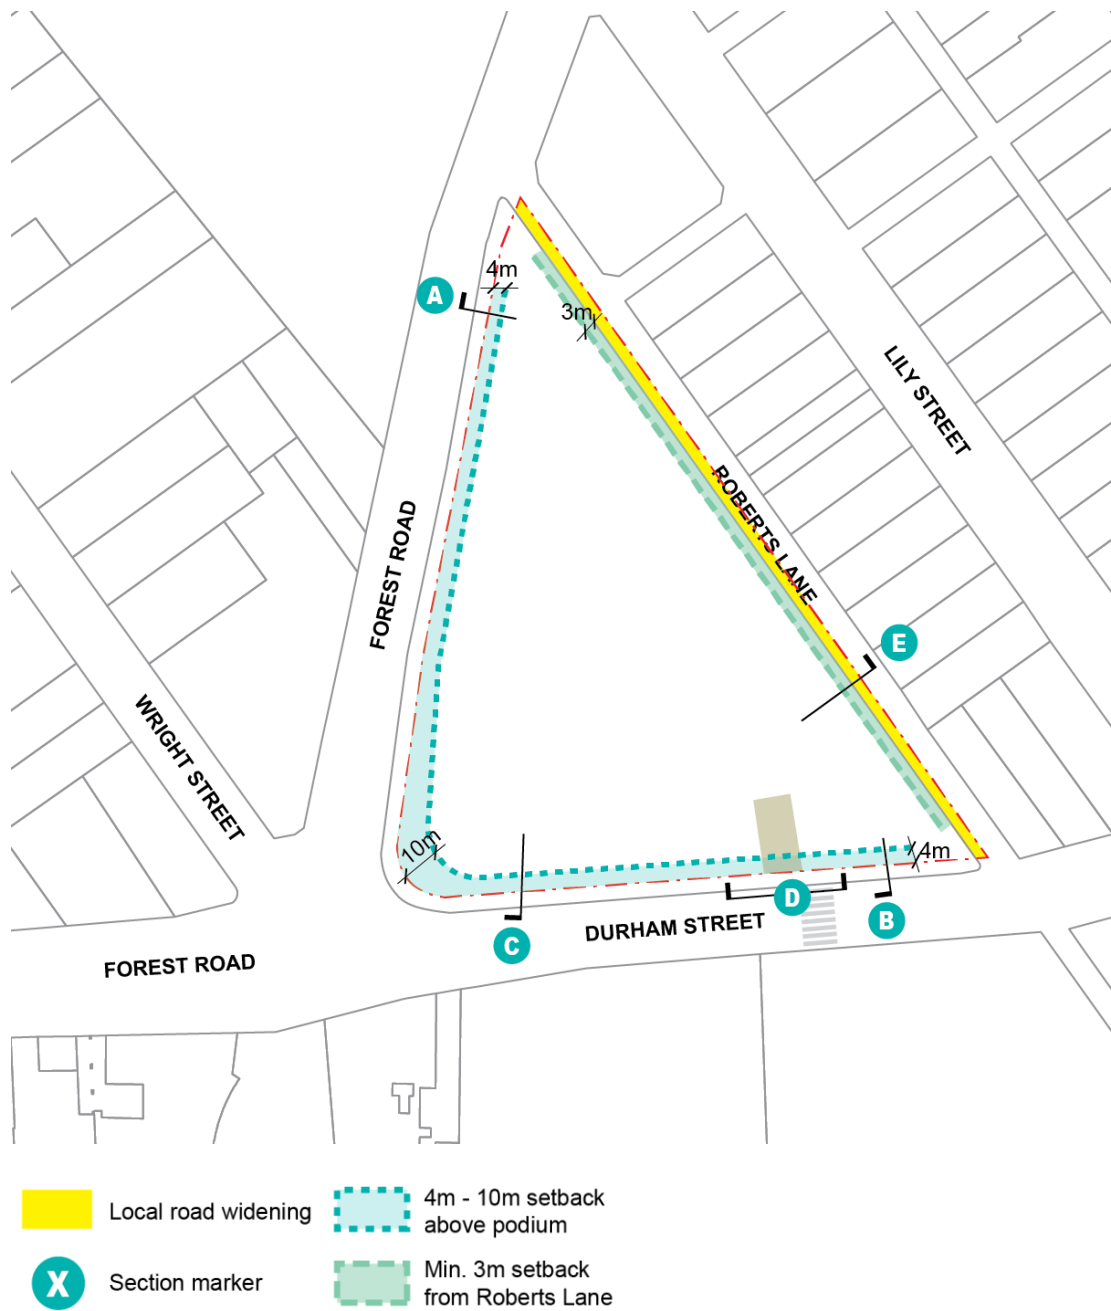 4m
A
3m
LILY STREET
ROBERTS LANE
FOREST ROAD
E
WRIGHT STREET
10m
4m
D
B
C
DURHAM STREET
FOREST ROAD
Local road widening
4m - 10m setback
above podium
X
Section marker
Min. 3m setback
from Roberts Lane